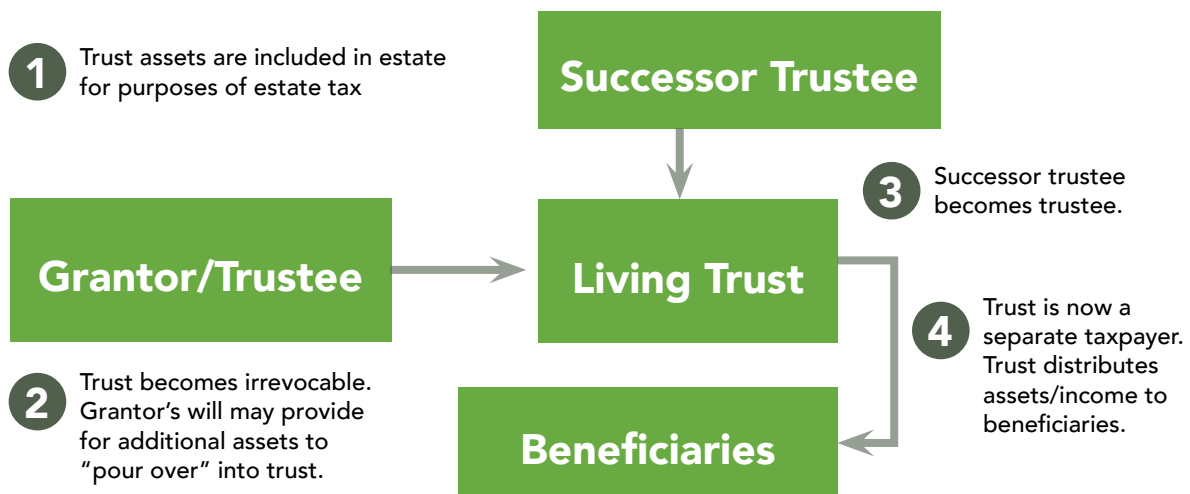 1
Trust assets are included in estate
for purposes of estate tax
Successor Trustee
3
Successor trustee
becomes trustee.
Grantor/Trustee
Living Trust
4
Trust is now a
separate taxpayer.
Trust distributes
assets/income to
beneficiaries.
2
Trust becomes irrevocable.
Grantor’s will may provide
for additional assets to
“pour over” into trust.
Beneficiaries